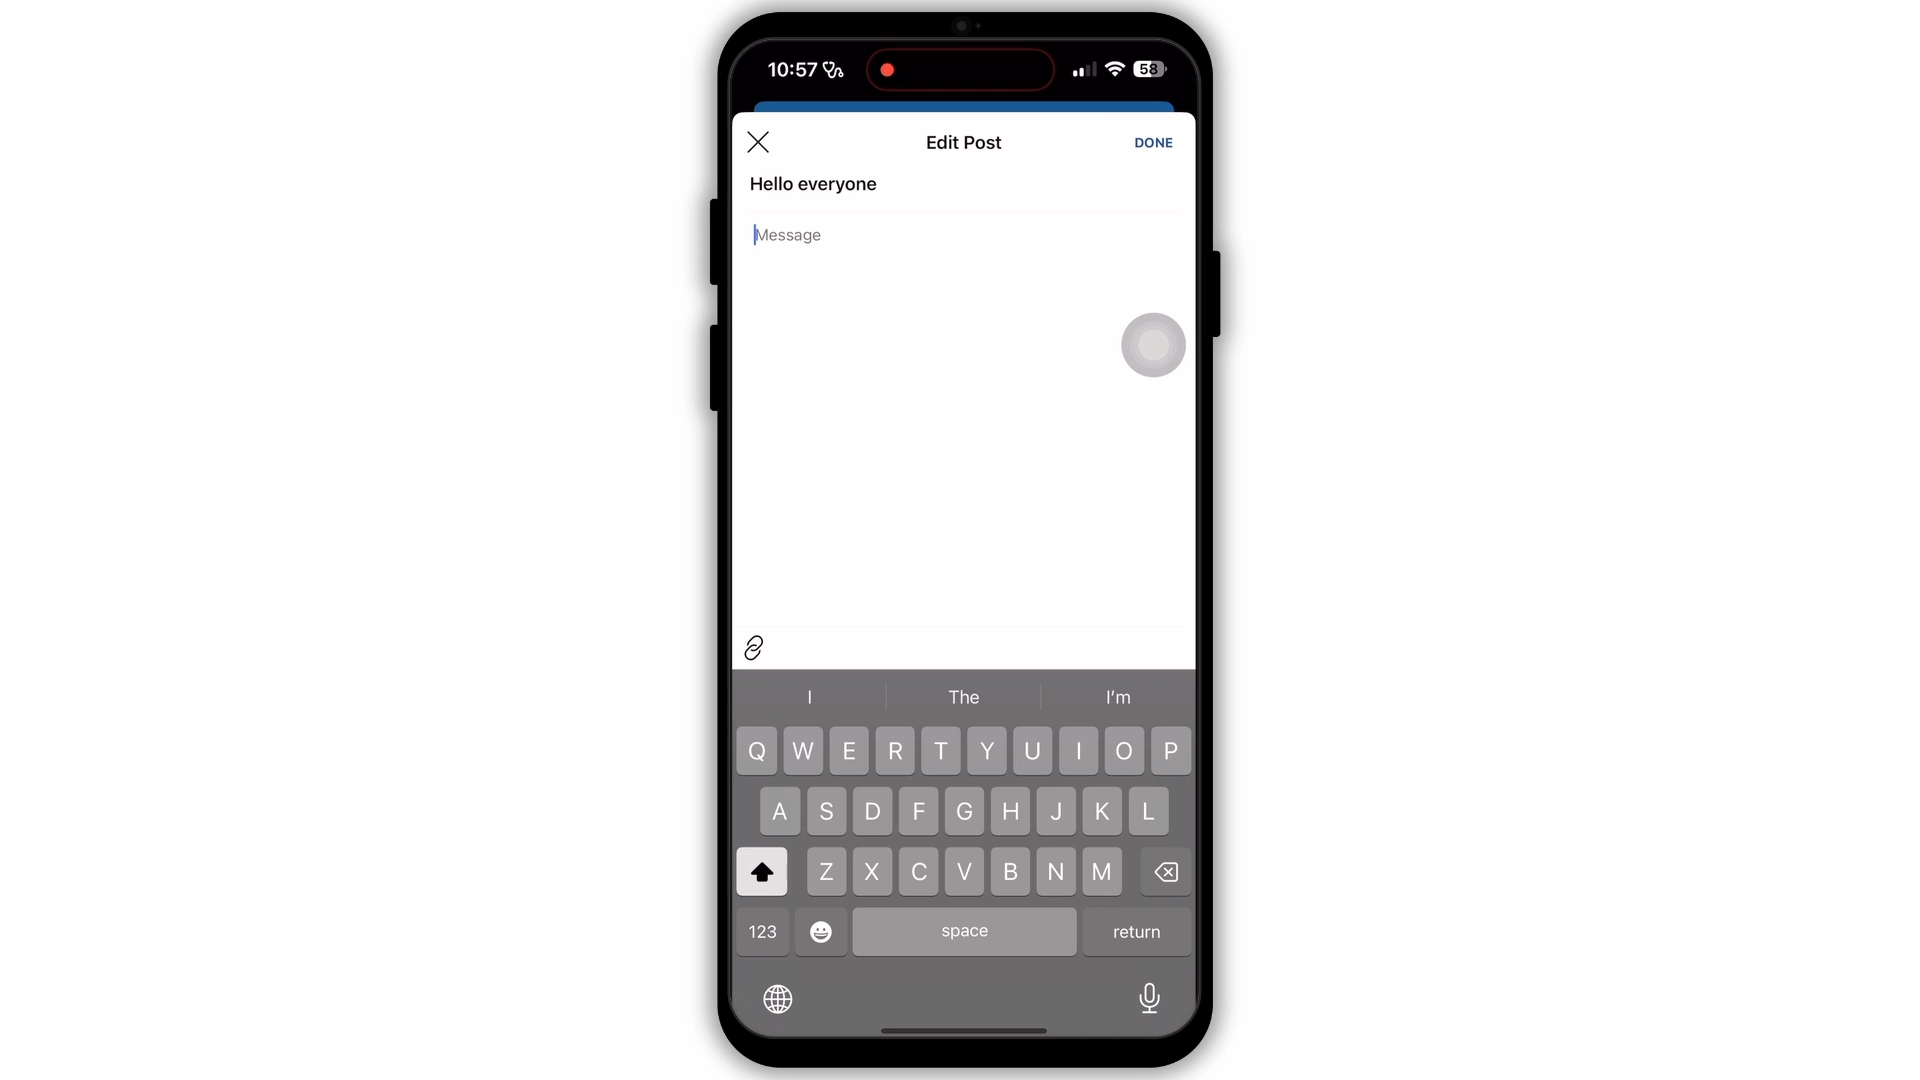 10:57
58
Edit Post
DONE
Hello everyone
Message
I The I'm
Q W E R T Y U I O P
A S D F G H J K L
Z X C V B N M
123 space return